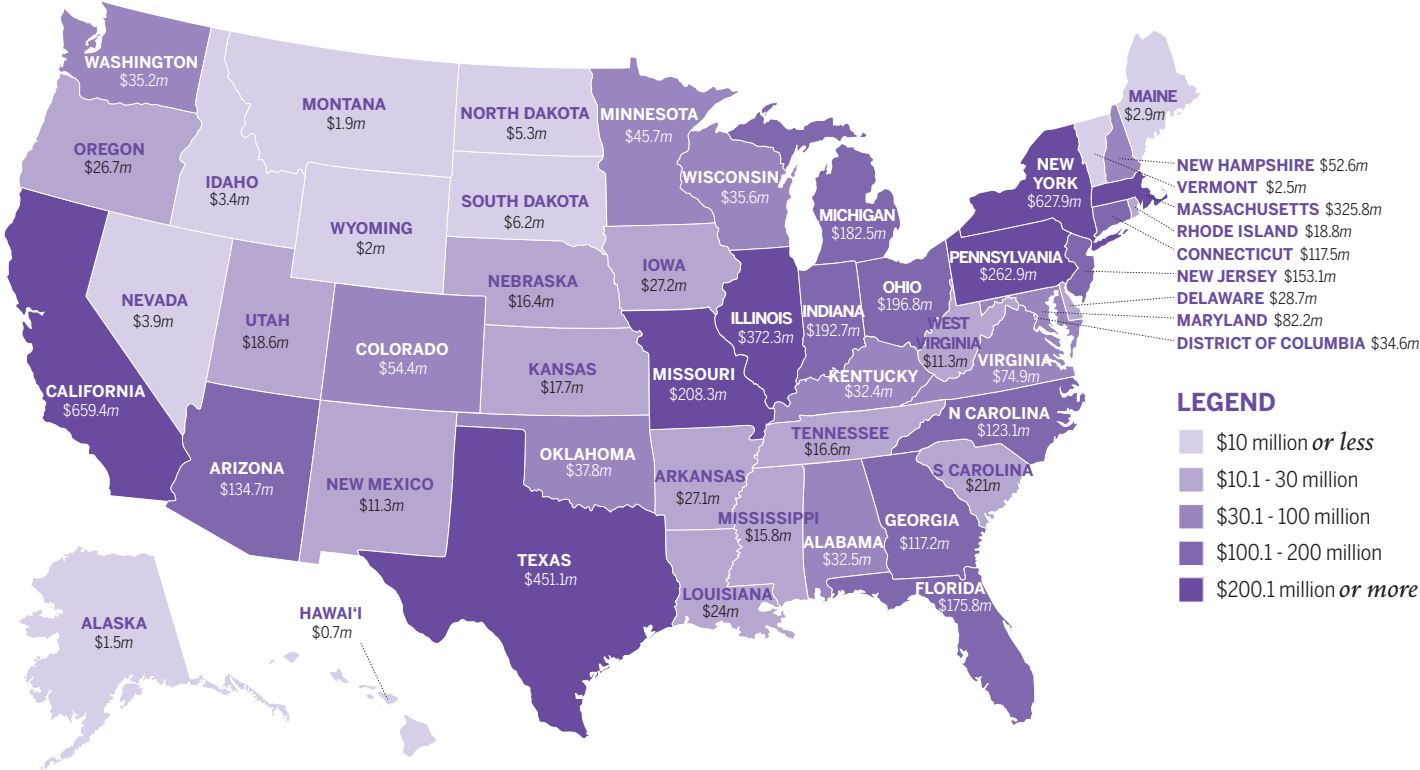 WASHINGTON
$35.2m
OREGON
$26.7m
IDAHO
$3.4m
MONTANA
$1.9m
WYOMING
$2m
NORTH DAKOTA
$5.3m
SOUTH DAKOTA
$6.2m
NEBRASKA
$16.4m
MINNESOTA
$45.7m
WISCONSIN
$35.6m
IOWA
$27.2m
MICHIGAN
$182.5m
NEVADA
$3.9m
UTAH
$18.6m
COLORADO
$54.4m
KANSAS
$17.7m
CALIFORNIA
$659.4m
ARIZONA
$134.7m
NEW MEXICO
$11.3m
OKLAHOMA
$37.8m
TEXAS
$451.1m
MISSOURI
$208.3m
ILLINOIS
$372.3m
INDIANA
$192.7m
OHIO
$196.8m
WEST
VIRGINIA
$11.3m
KENTUCKY
$32.4m
VIRGINIA
$74.9m
TENNESSEE
$16.6m
N CAROLINA
$123.1m
S CAROLINA
$21m
ARKANSAS
$27.1m
MISSISSIPPI
$15.8m
ALABAMA
$32.5m
GEORGIA
$117.2m
LOUISIANA
$24m
FLORIDA
$175.8m
ALASKA
$1.5m
HAWAI‘I
$0.7m
PENNSYLVANIA
$262.9m
NEW
YORK
$627.9m
MAINE
$2.9m
NEW HAMPSHIRE $52.6m
VERMONT $2.5m
MASSACHUSETTS $325.8m
RHODE ISLAND $18.8m
CONNECTICUT $117.5m
NEW JERSEY $153.1m
DELAWARE $28.7m
MARYLAND $82.2m
DISTRICT OF COLUMBIA $34.6m
LEGEND
$10 million or less
$10.1 - 30 million
$30.1 - 100 million
$100.1 - 200 million
$200.1 million or more